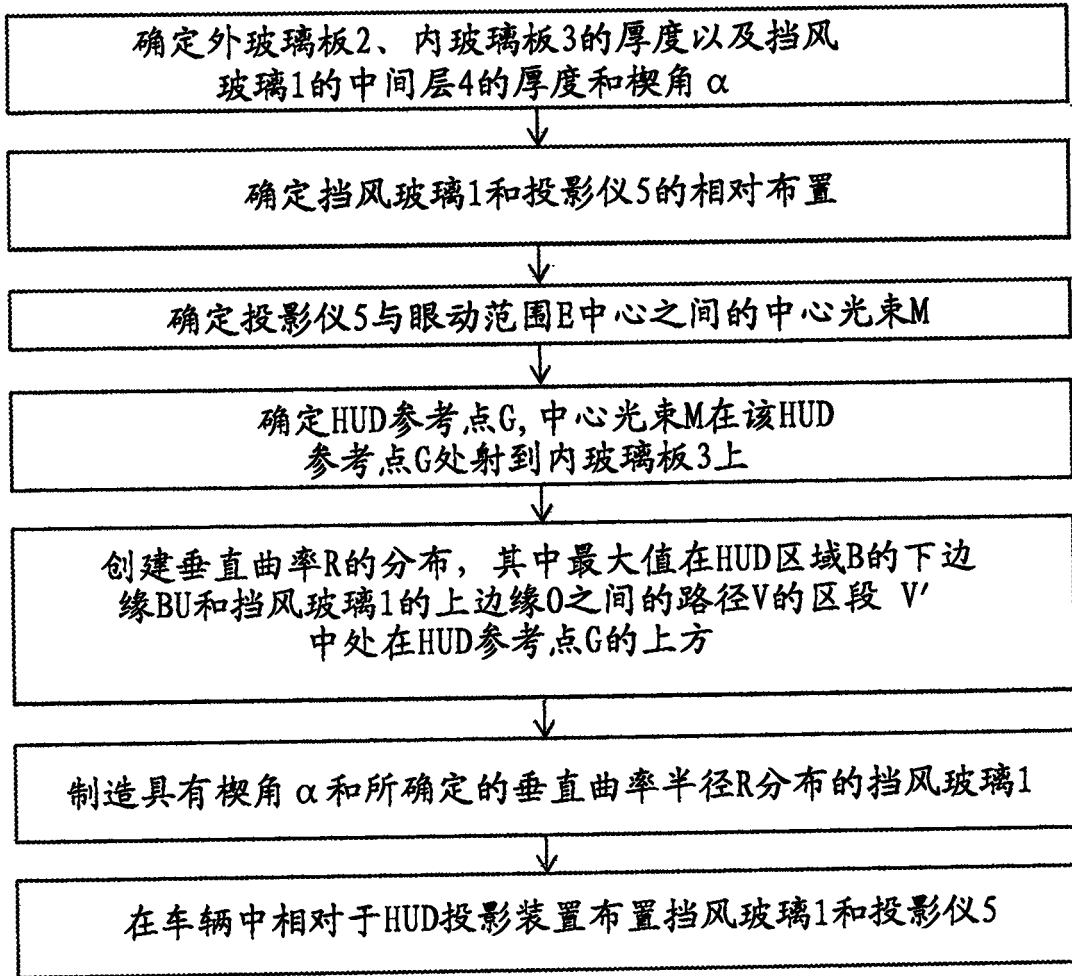 确定外玻璃板2、内玻璃板3的厚度以及挡风
玻璃1的中间层4的厚度和楔角 α
确定挡风玻璃1和投影仪5的相对布置
确定投影仪5与眼动范围E中心之间的中心光束M
确定HUD参考点G,中心光束M在该HUD
参考点G处射到内玻璃板3上
创建垂直曲率R的分布，其中最大值在HUD区域B的下边
缘BU和挡风玻璃1的上边缘O之间的路径V的区段 V′
中处在HUD参考点G的上方
制造具有楔角 α和所确定的垂直曲率半径R分布的挡风玻璃1
在车辆中相对于HUD投影装置布置挡风玻璃1和投影仪5